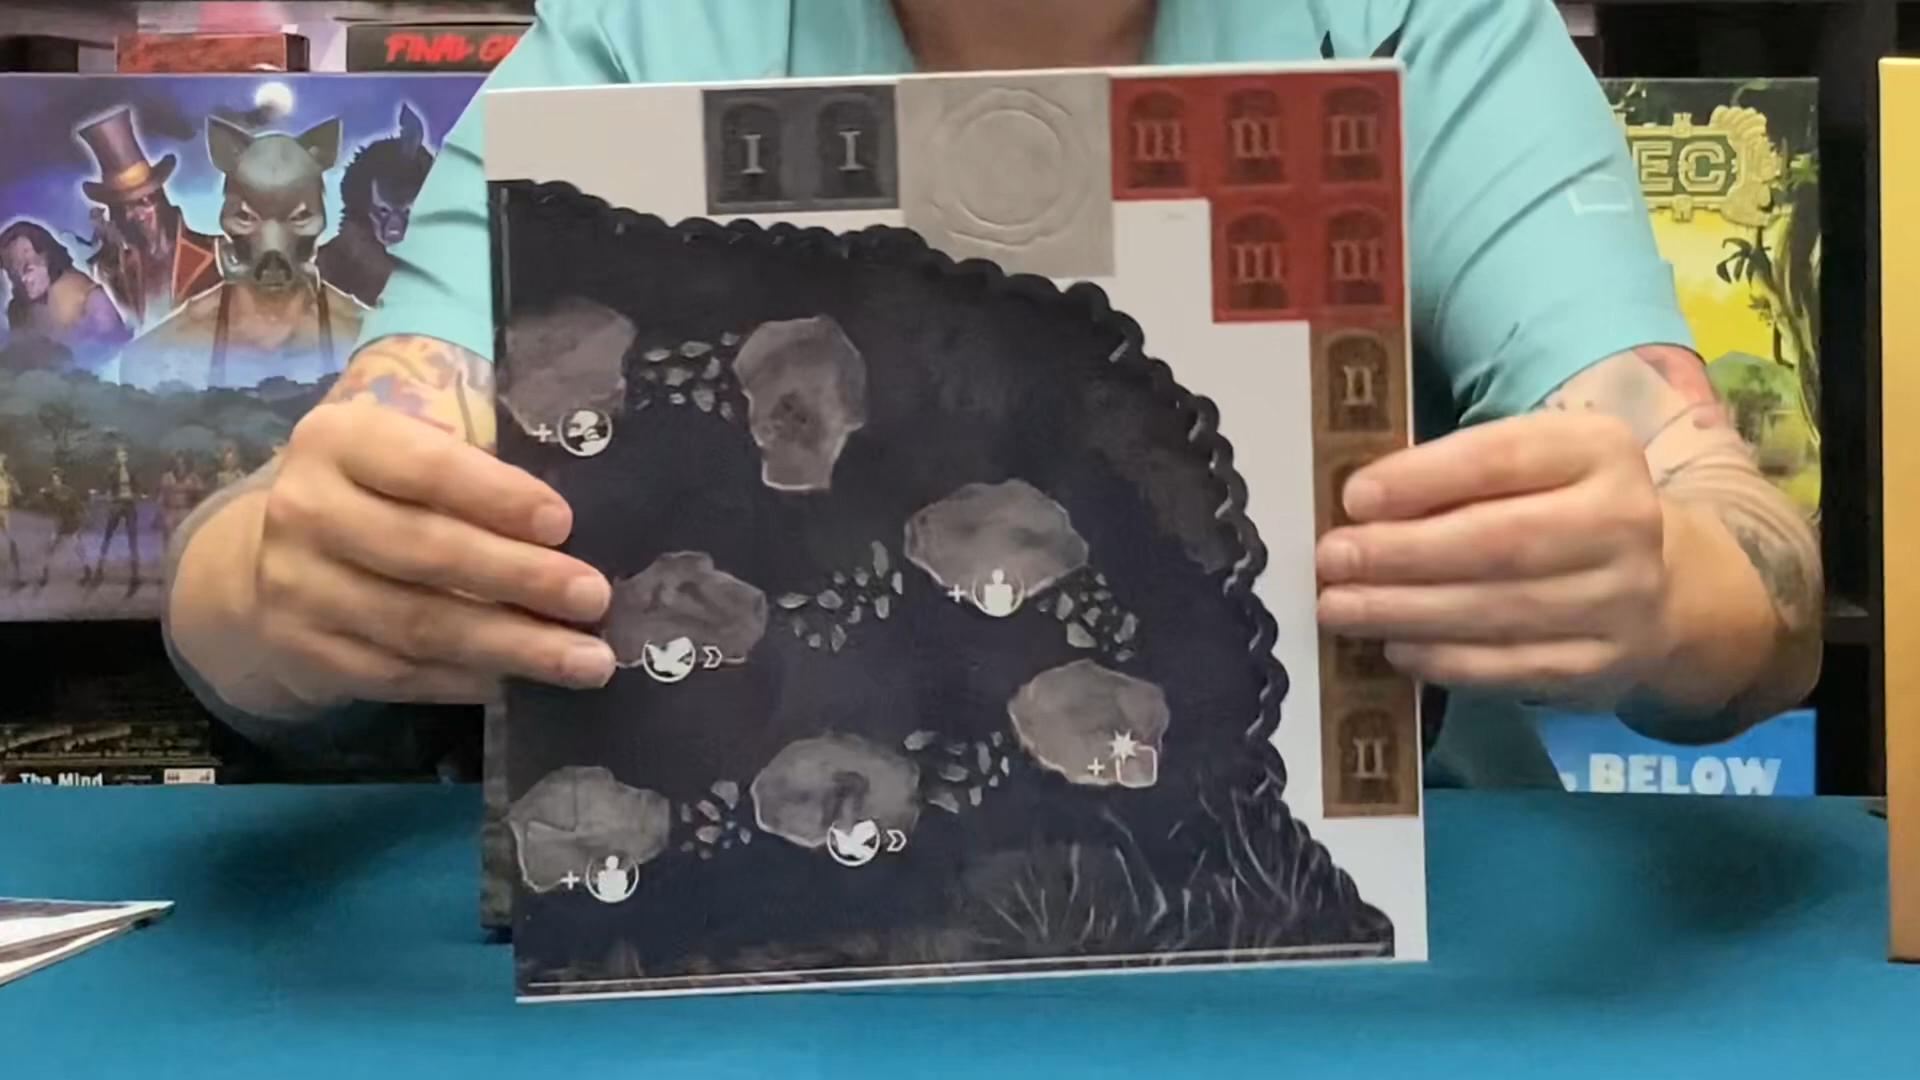 FINAL GI
I I
III III III
III III
II
II
EC
BELOW
The Mind